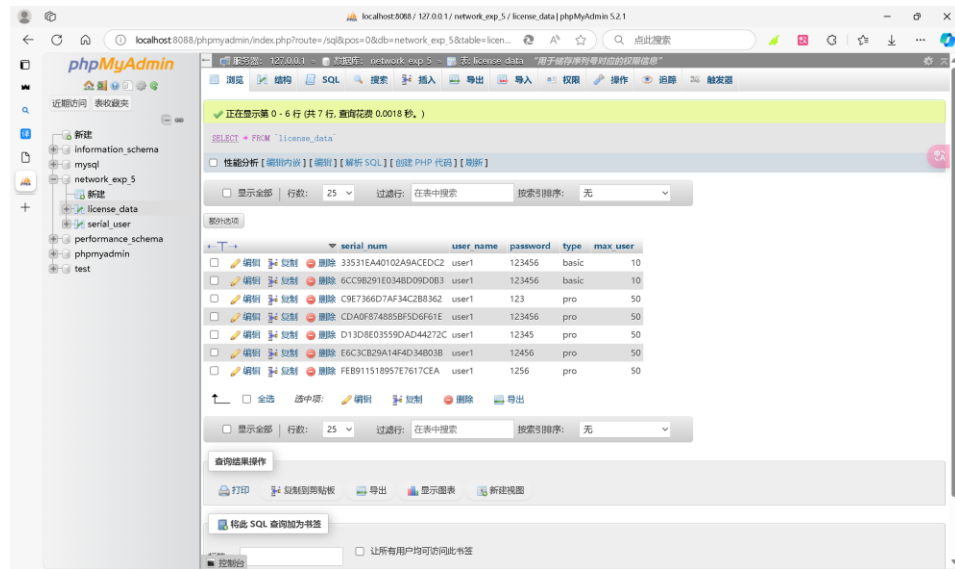 localhost:8088 / 127.0.0.1 / network_exp_5 / license_data | phpMyAdmin 5.2.1
localhost:8088/phpmyadmin/index.php?route=/sql&pos=0&db=network_exp_5&table=licen...
点此搜索
phpMyAdmin
近期访问 表收藏夹
新建
information_schema
mysql
network_exp_5
新建
license_data
serial_user
performance_schema
phpmyadmin
test
服务器: 127.0.0.1 » 数据库: network_exp_5 » 表: license_data "用于储存序列号对应的权限信息"
浏览 结构 SQL 搜索 插入 导出 导入 权限 操作 追踪 触发器
正在显示第 0 - 6 行 (共 7 行, 查询花费 0.0018 秒。)
SELECT * FROM `license_data`
性能分析 [编辑内嵌] [编辑] [解析 SQL] [创建 PHP 代码] [刷新]
显示全部 | 行数: 25 过滤行: 在表中搜索 按索引排序: 无
额外选项
serial_num user_name password type max_user
编辑 复制 删除 33531EA40102A9ACEDC2 user1 123456 basic 10
编辑 复制 删除 6CC9B291E034BD09D0B3 user1 123456 basic 10
编辑 复制 删除 C9E7366D7AF34C2B8362 user1 123 pro 50
编辑 复制 删除 CDA0F874885BF5D6F61E user1 123456 pro 50
编辑 复制 删除 D13D8E03559DAD44272C user1 12345 pro 50
编辑 复制 删除 E6C3CB29A14F4D34B03B user1 12456 pro 50
编辑 复制 删除 FEB911518957E7617CEA user1 1256 pro 50
全选 选中项: 编辑 复制 删除 导出
显示全部 | 行数: 25 过滤行: 在表中搜索 按索引排序: 无
查询结果操作
打印 复制到剪贴板 导出 显示图表 新建视图
将此 SQL 查询加为书签
让所有用户均可访问此书签
控制台